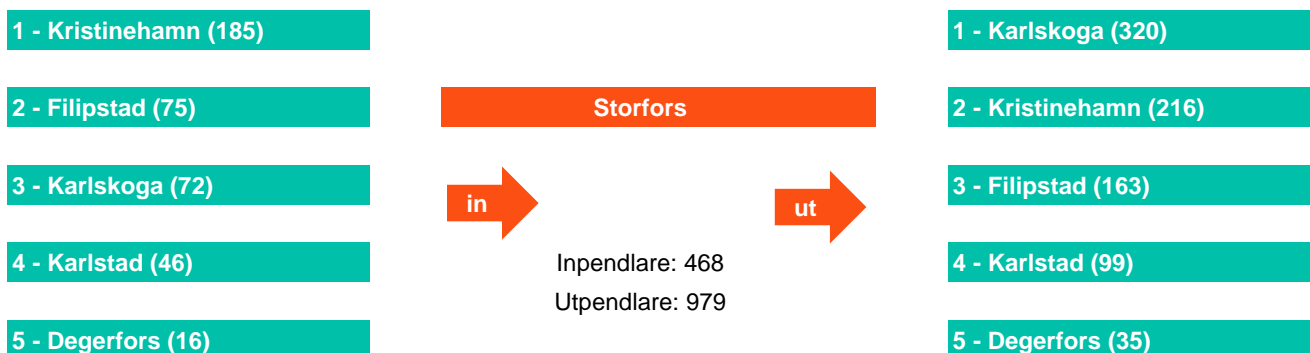 1 - Kristinehamn (185)
2 - Filipstad (75)
3 - Karlskoga (72)
4 - Karlstad (46)
5 - Degerfors (16)
Storfors
in
ut
Inpendlare: 468
Utpendlare: 979
1 - Karlskoga (320)
2 - Kristinehamn (216)
3 - Filipstad (163)
4 - Karlstad (99)
5 - Degerfors (35)